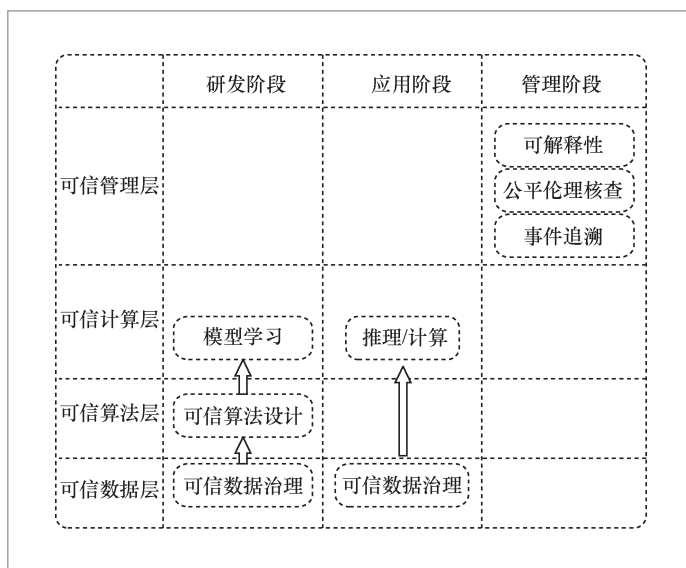 研发阶段
应用阶段
管理阶段
可信管理层
可解释性
公平伦理核查
事件追溯
可信计算层
模型学习
推理/计算
可信算法层
可信算法设计
可信数据层
可信数据治理
可信数据治理